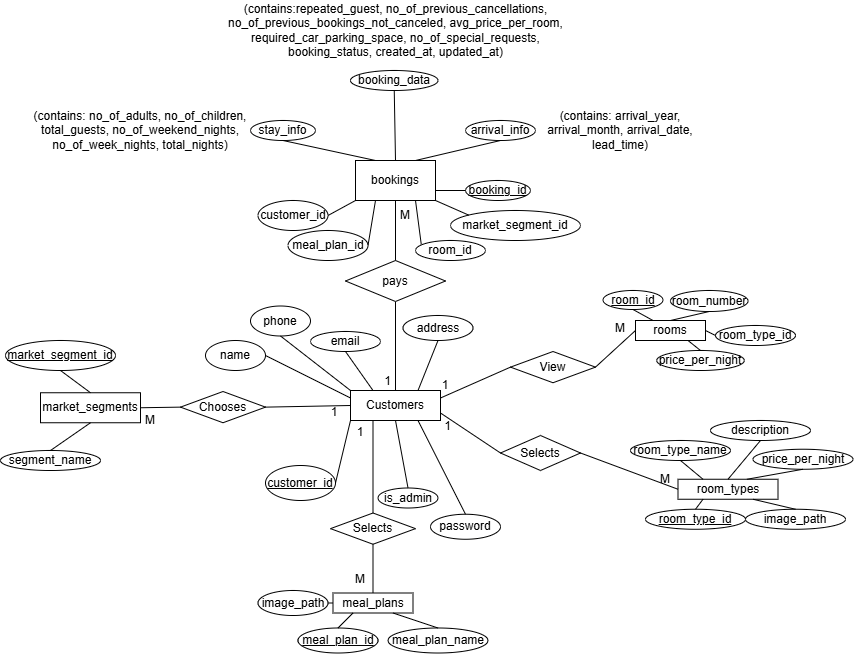 (contains:repeated_guest, no_of_previous_cancellations,
no_of_previous_bookings_not_canceled, avg_price_per_room,
required_car_parking_space, no_of_special_requests,
booking_status, created_at, updated_at)
booking_data
(contains: no_of_adults, no_of_children,
total_guests, no_of_weekend_nights,
no_of_week_nights, total_nights)
stay_info
arrival_info
(contains: arrival_year,
arrival_month, arrival_date,
lead_time)
bookings
booking_id
customer_id
M
market_segment_id
meal_plan_id
room_id
pays
phone
email
address
name
room_id
room_number
M
rooms
room_type_id
price_per_night
View
market_segment_id
market_segments
M
Chooses
1
1
1
Customers
1
1
segment_name
customer_id
is_admin
password
Selects
description
room_type_name
price_per_night
M
room_types
room_type_id
image_path
Selects
M
image_path
meal_plans
meal_plan_id
meal_plan_name